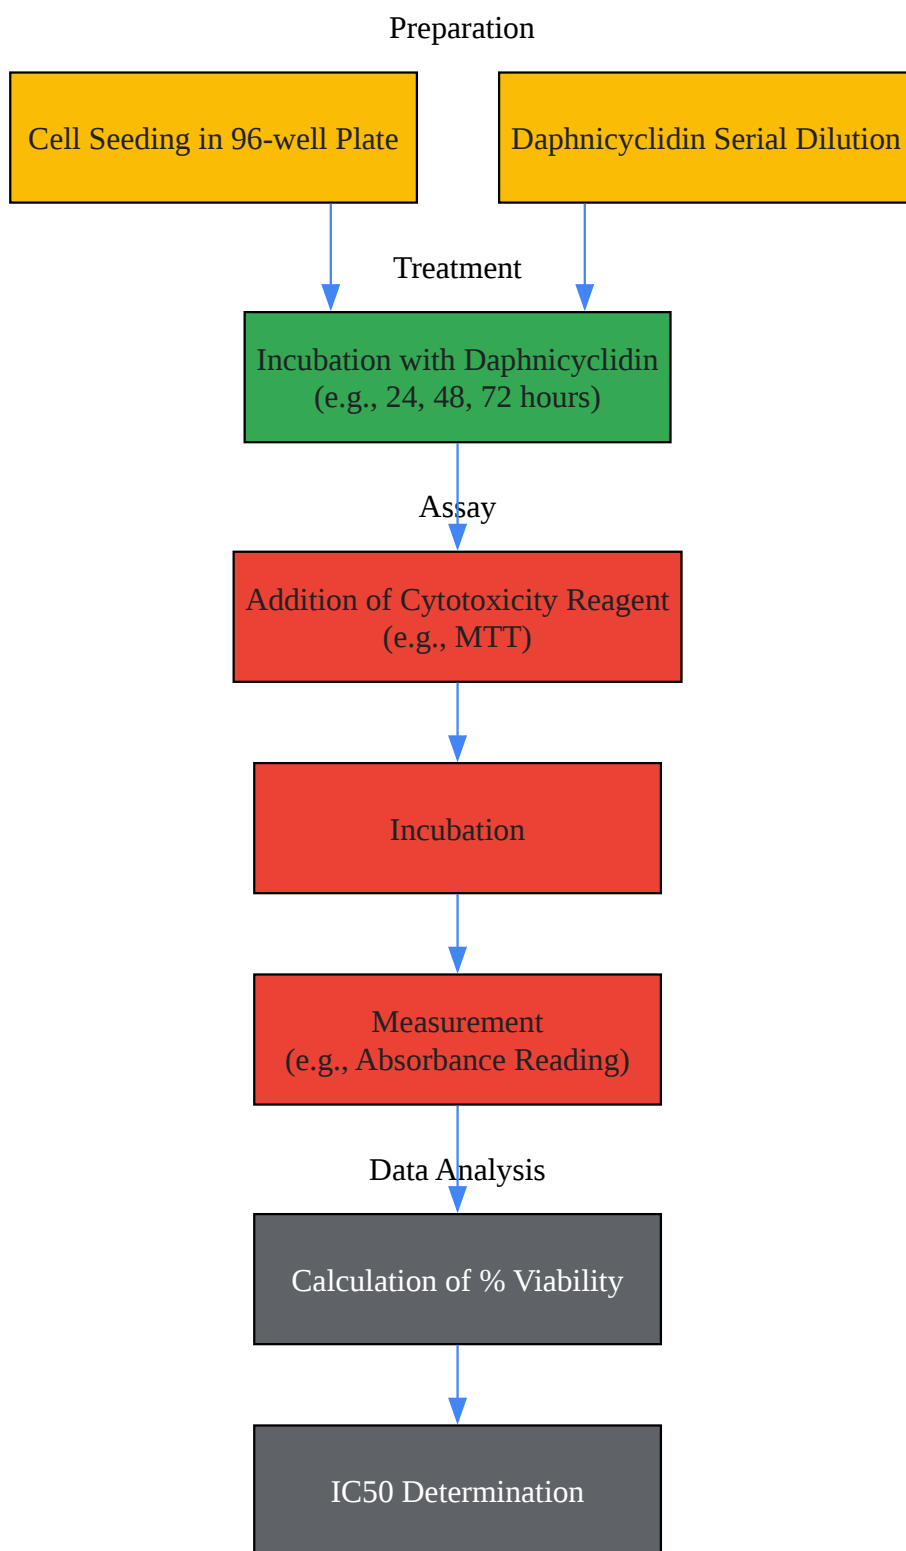 Preparation
Cell Seeding in 96-well Plate
Daphnicyclidin Serial Dilution
Treatment
Incubation with Daphnicyclidin
(e.g., 24, 48, 72 hours)
Assay
Addition of Cytotoxicity Reagent
(e.g., MTT)
Incubation
Measurement
(e.g., Absorbance Reading)
Data Analysis
Calculation of % Viability
IC50 Determination